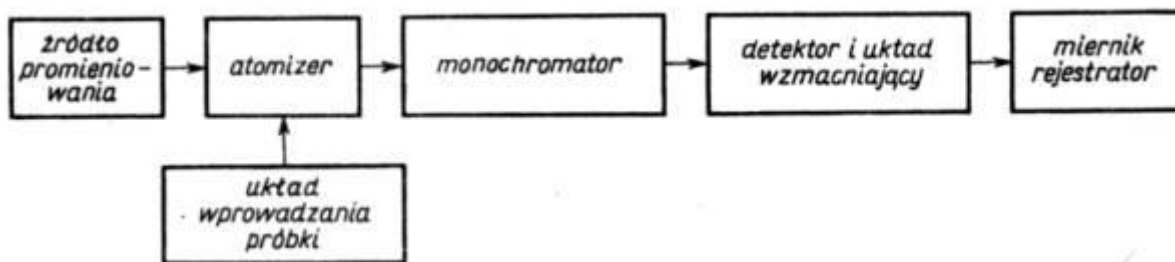 źródło
promienio-
wania
atomizer
monochromator
detektor i układ
wzmacniający
miernik
rejestrator
układ
wprowadzania
próbki